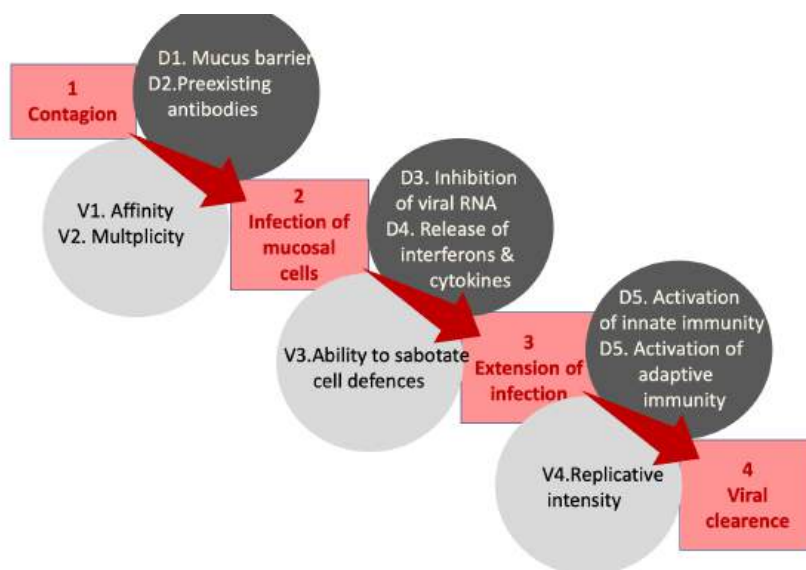 1
Contagion
D1. Mucus barrier
D2.Preexisting
antibodies
V1. Affinity
V2. Multplicity
2
Infection of
mucosal
cells
D3. Inhibition
of viral RNA
D4. Release of
interferons &
cytokines
V3.Ability to sabotate
cell defences
3
Extension of
infection
D5. Activation
of innate immunity
D5. Activation of
adaptive
immunity
V4.Replicative
intensity
4
Viral
clearence